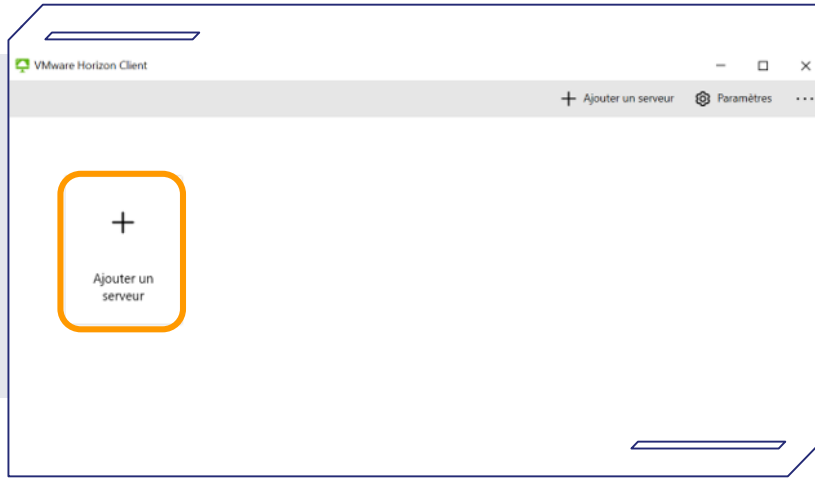 VMware Horizon Client
Ajouter un serveur Paramètres
Ajouter un
serveur